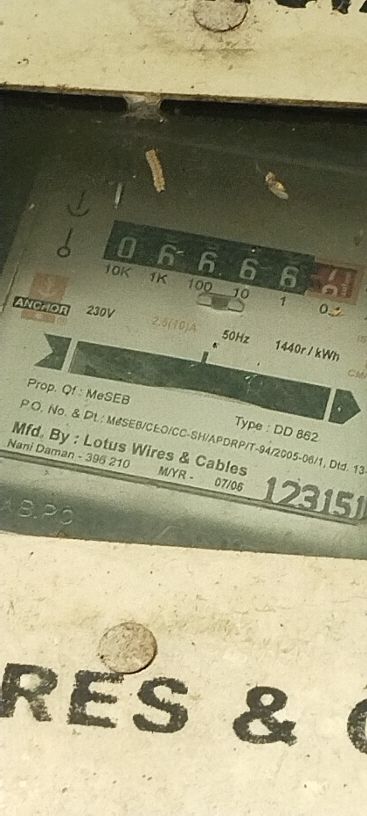 0 6 6 6 6
10K 1K 100 10 1
ANCHOR 230V 2.5(10)A 50Hz 1440r / kWh
Prop. Of : MeSEB
Type : DD 862
P.O. No. & Dt.: MeSEB/CEO/CC-SH/APDRP/T-94/2005-06/1, Dtd. 13-
Mfd. By : Lotus Wires & Cables
Nani Daman - 396 210 M/YR - 07/06
123151
RES &